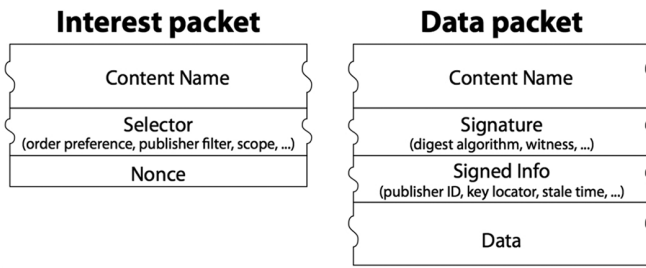 Interest packet
Content Name
Selector
(order preference, publisher filter, scope, ...)
Nonce
Data packet
Content Name
Signature
(digest algorithm, witness, ...)
Signed Info
(publisher ID, key locator, stale time, ...)
Data